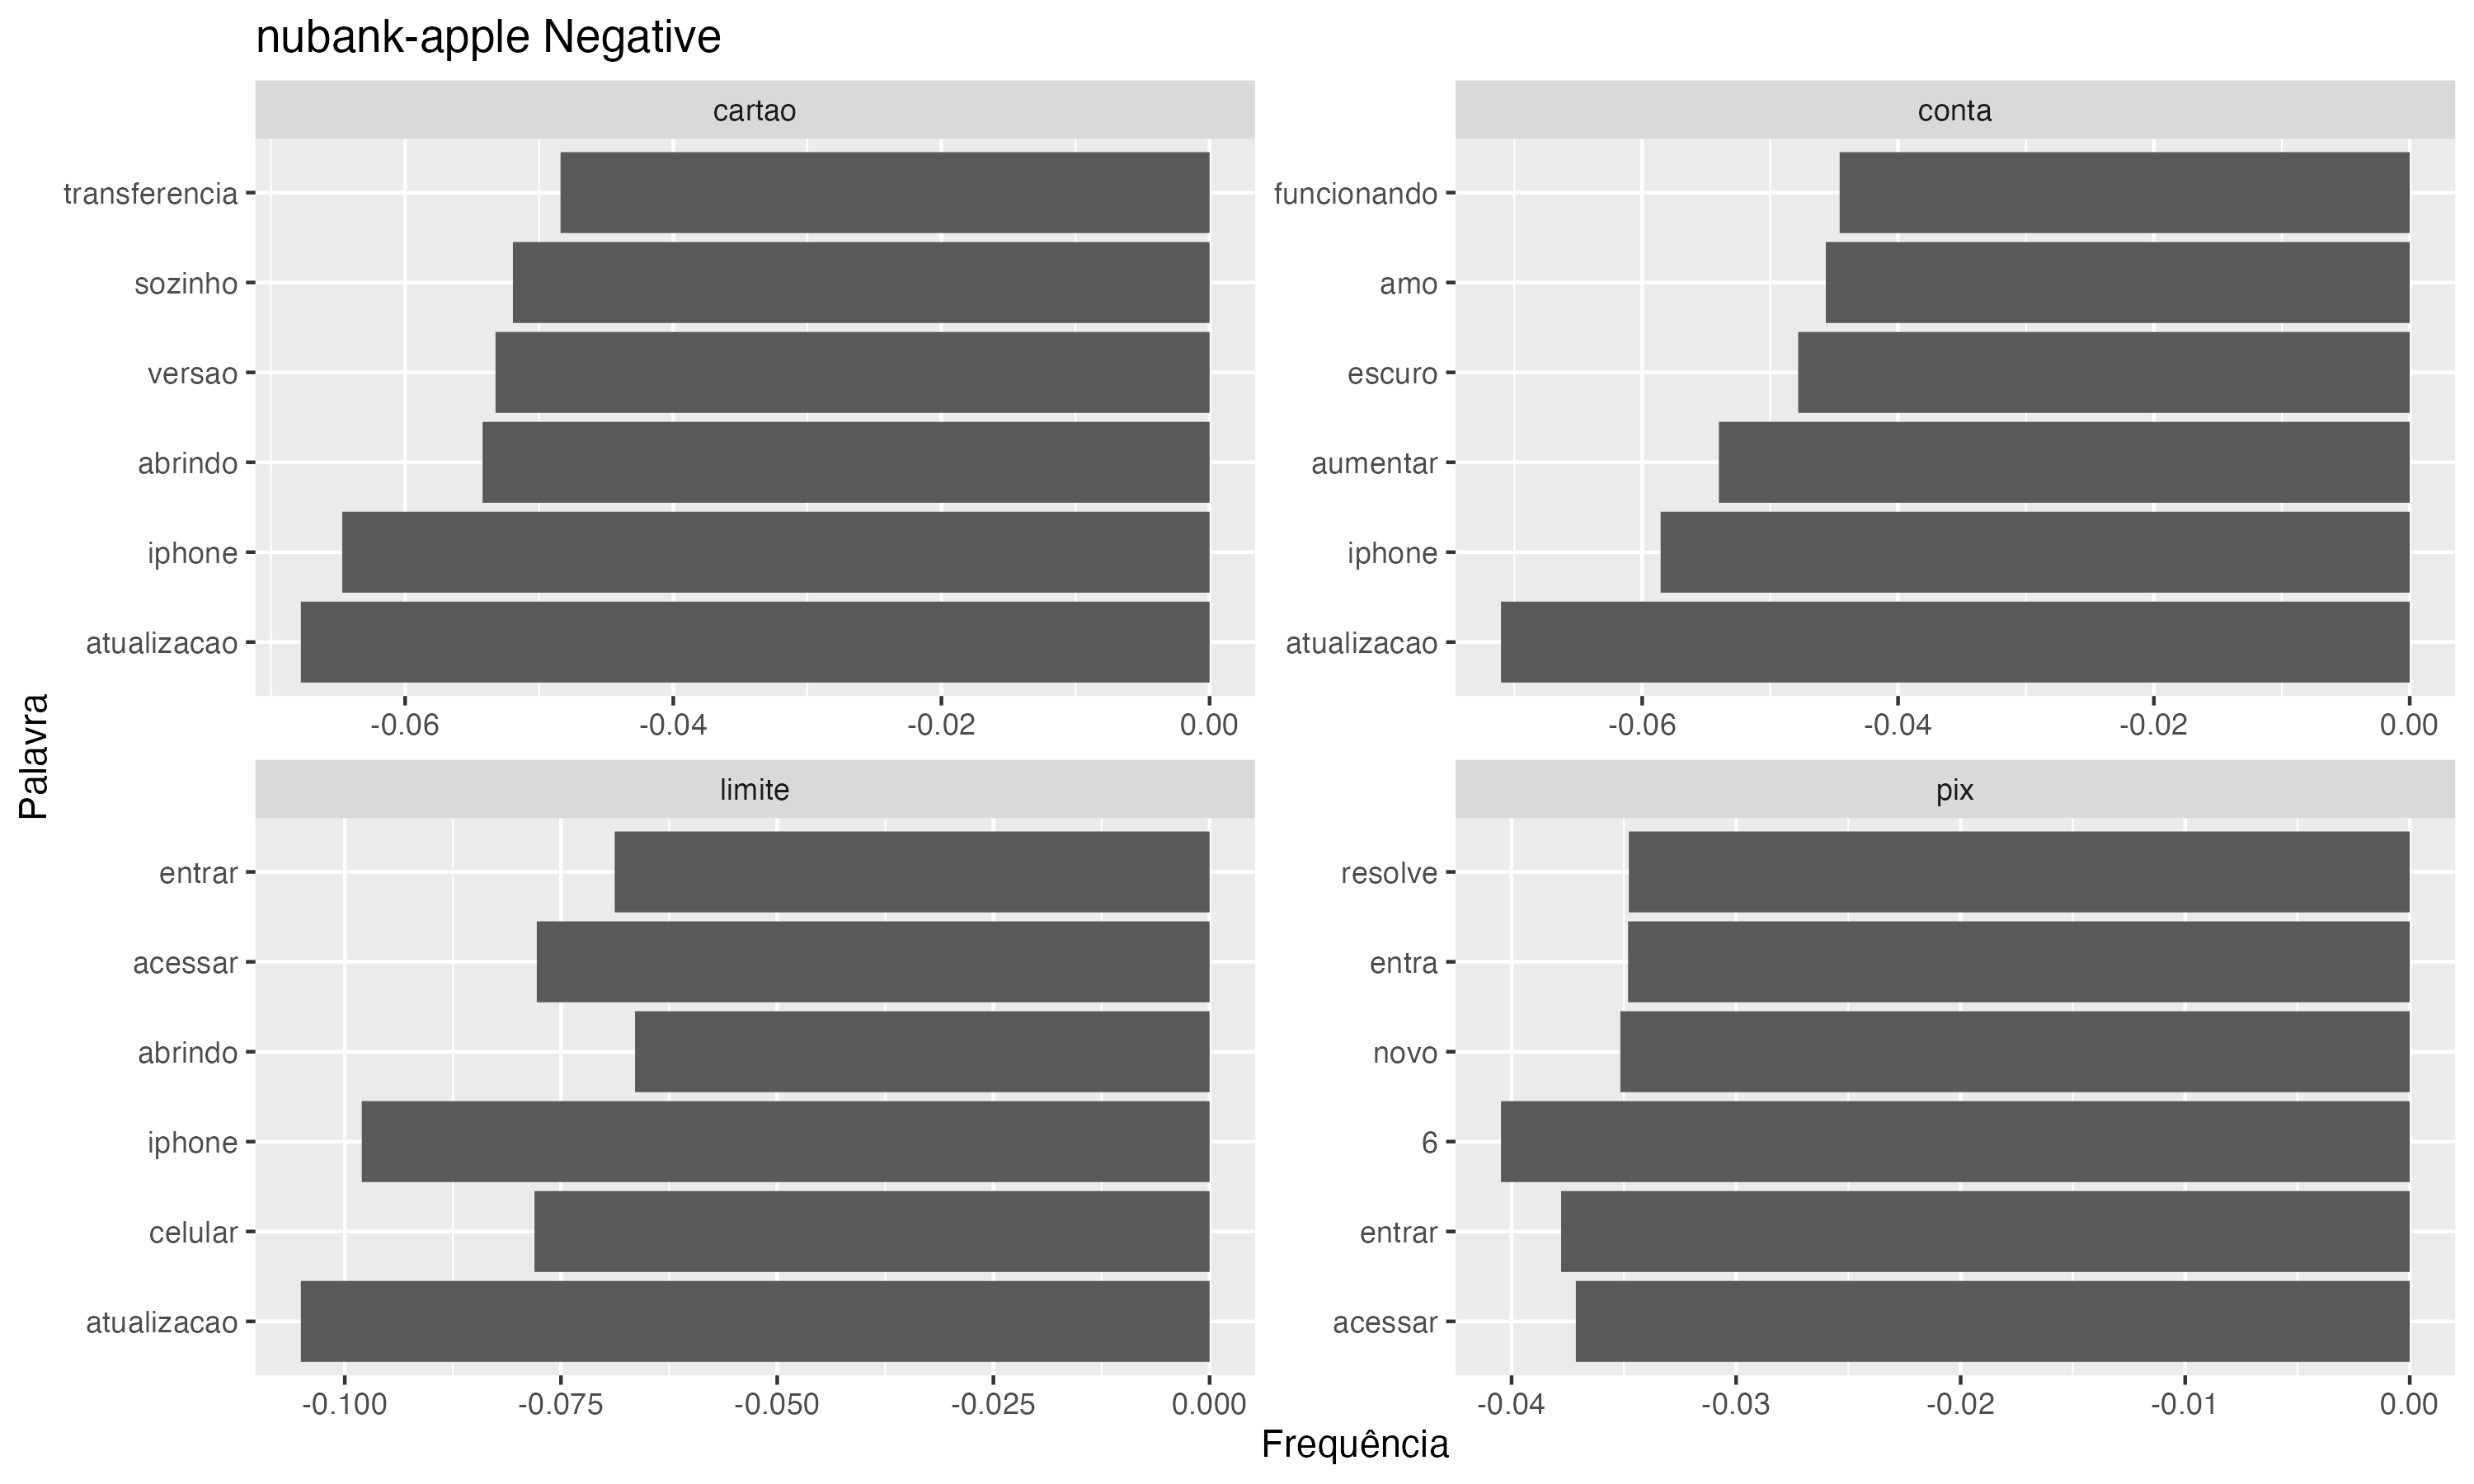 nubank-apple Negative
cartao
transferencia
sozinho
versao
abrindo
iphone
atualizacao
-0.06 -0.04 -0.02 0.00
conta
funcionando
amo
escuro
aumentar
iphone
atualizacao
-0.06 -0.04 -0.02 0.00
limite
entrar
acessar
abrindo
iphone
celular
atualizacao
-0.100 -0.075 -0.050 -0.025 0.000
pix
resolve
entra
novo
6
entrar
acessar
-0.04 -0.03 -0.02 -0.01 0.00
Palavra
Frequência